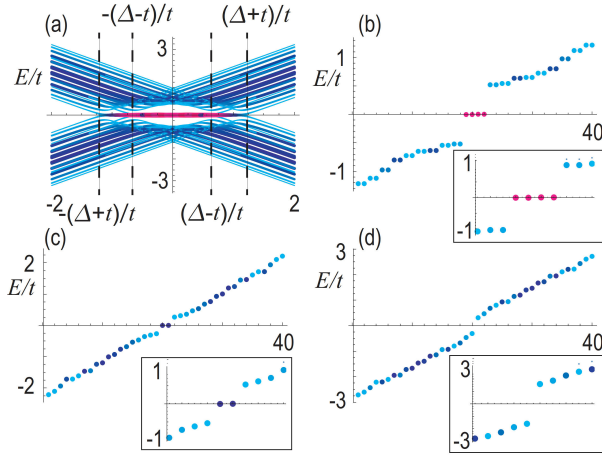 (a) -(Δ-t)/t (Δ+t)/t
3
E/t
-3
-2 2
-(Δ+t)/t (Δ-t)/t
(b)
1
E/t
40
-1
1
-1
(c)
2
E/t
40
-2
1
-1
(d)
3
E/t
40
-3
3
-3